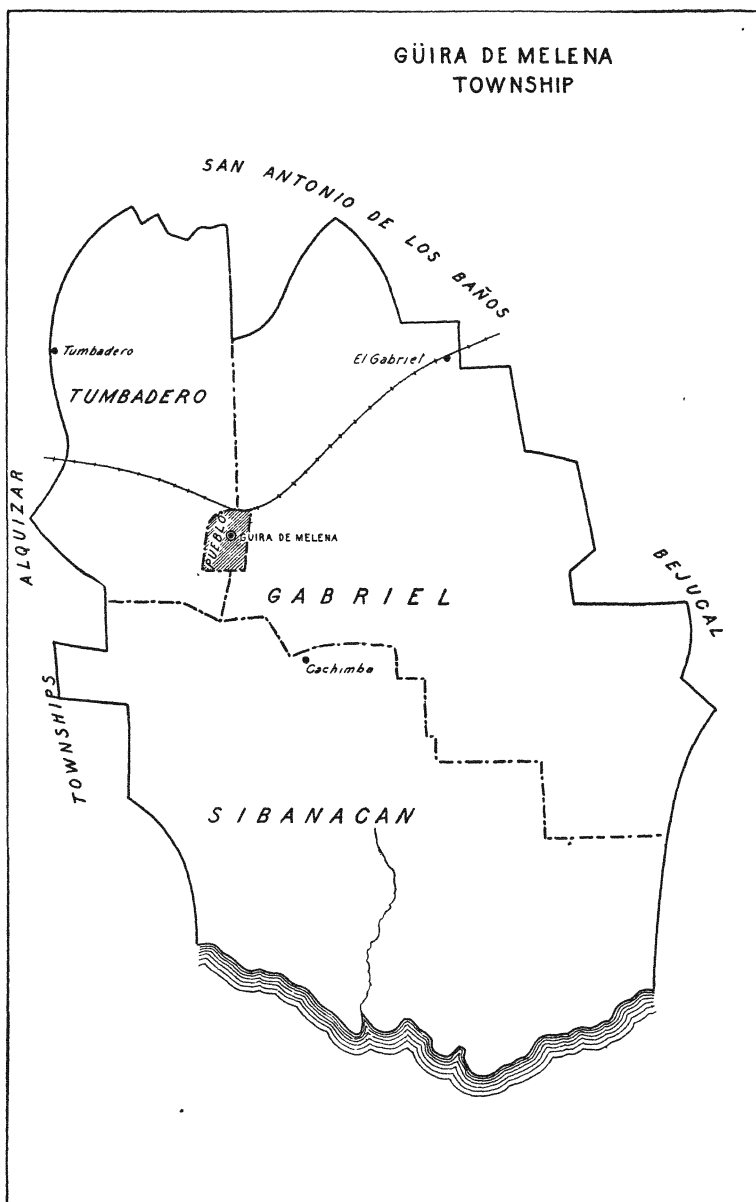 GÜIRA DE MELENA
TOWNSHIP
SAN ANTONIO DE LOS BAÑOS
Tumbadero
El Gabriel
TUMBADERO
ALQUIZAR
PUEBLO
GÜIRA DE MELENA
BEJUCAL
GABRIEL
Cachimba
TOWNSHIPS
SIBANACAN